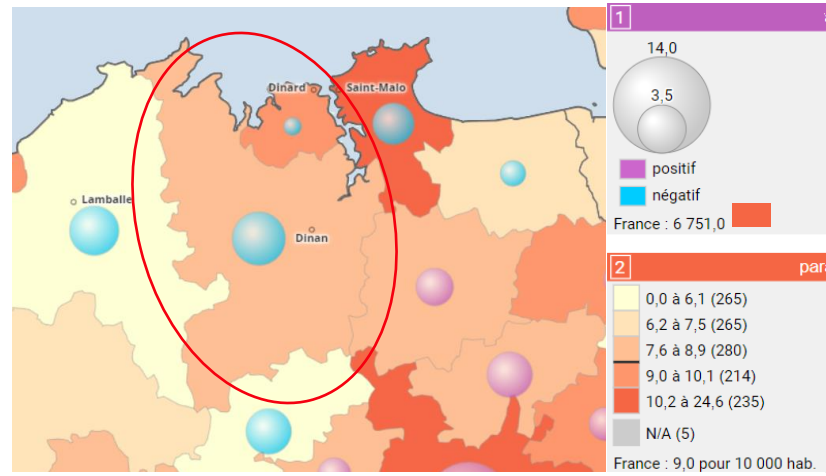 Dinard
Saint-Malo
Lamballe
Dinan
1
14,0
3,5
positif
négatif
France : 6 751,0
2
para
0,0 à 6,1 (265)
6,2 à 7,5 (265)
7,6 à 8,9 (280)
9,0 à 10,1 (214)
10,2 à 24,6 (235)
N/A (5)
France : 9,0 pour 10 000 hab.